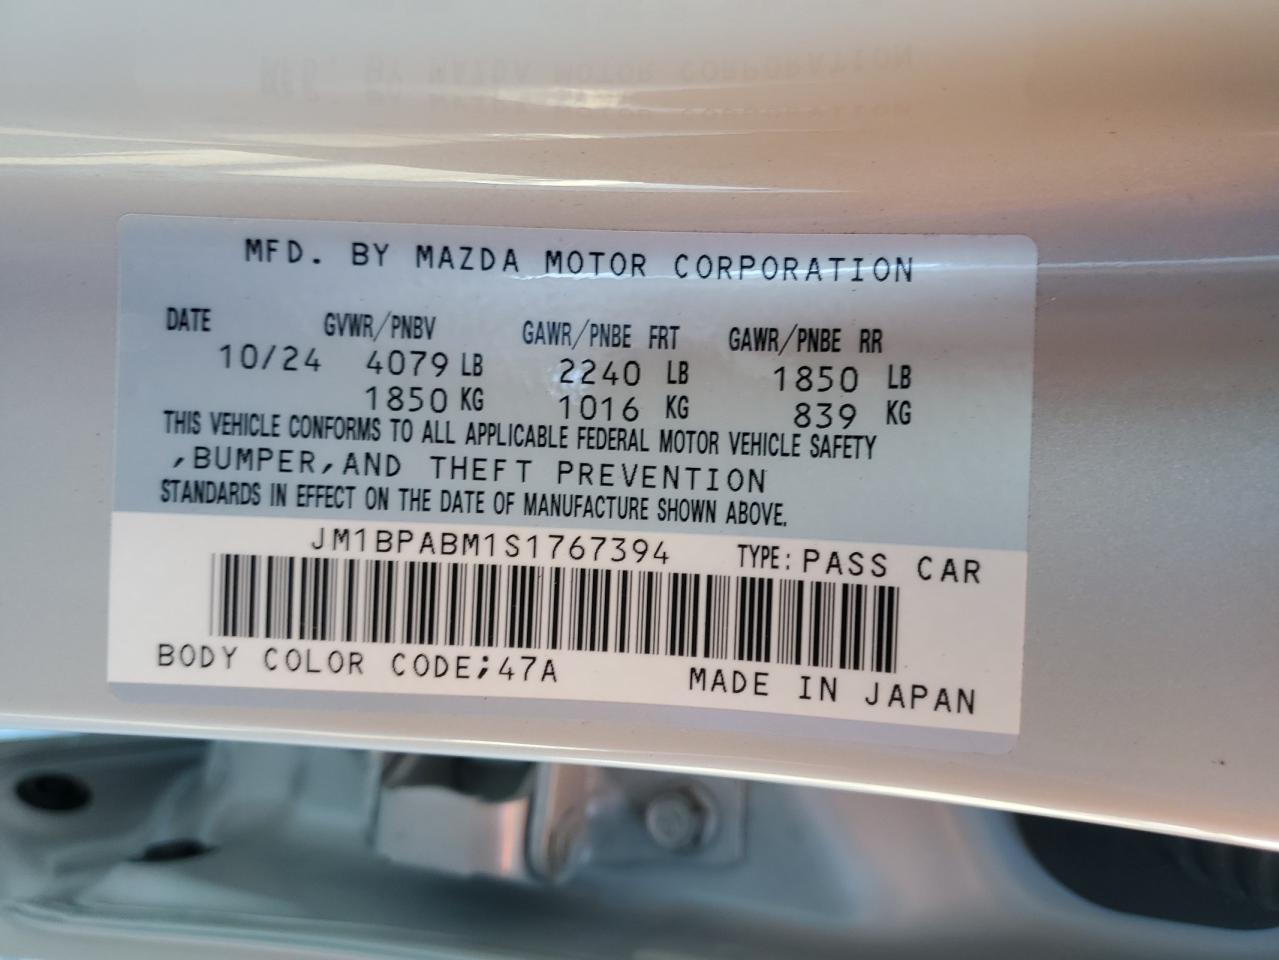 MFD. BY MAZDA MOTOR CORPORATION
DATE GVWR/PNBV GAWR/PNBE FRT GAWR/PNBE RR
10/24 4079 LB 2240 LB 1850 LB
1850 KG 1016 KG 839 KG
THIS VEHICLE CONFORMS TO ALL APPLICABLE FEDERAL MOTOR VEHICLE SAFETY
,BUMPER,AND THEFT PREVENTION
STANDARDS IN EFFECT ON THE DATE OF MANUFACTURE SHOWN ABOVE.
JM1BPABM1S1767394 TYPE: PASS CAR
BODY COLOR CODE;47A MADE IN JAPAN